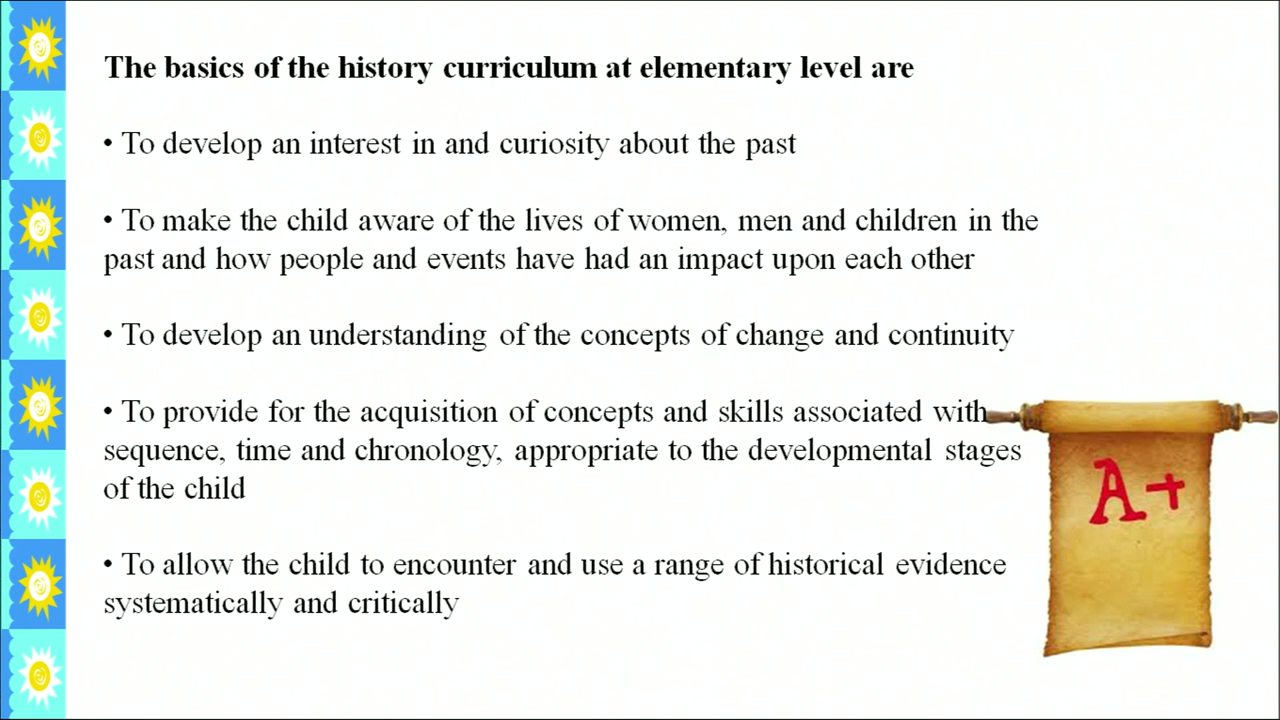 The basics of the history curriculum at elementary level are
• To develop an interest in and curiosity about the past
• To make the child aware of the lives of women, men and children in the
past and how people and events have had an impact upon each other
• To develop an understanding of the concepts of change and continuity
• To provide for the acquisition of concepts and skills associated with
sequence, time and chronology, appropriate to the developmental stages
of the child
A+
• To allow the child to encounter and use a range of historical evidence
systematically and critically